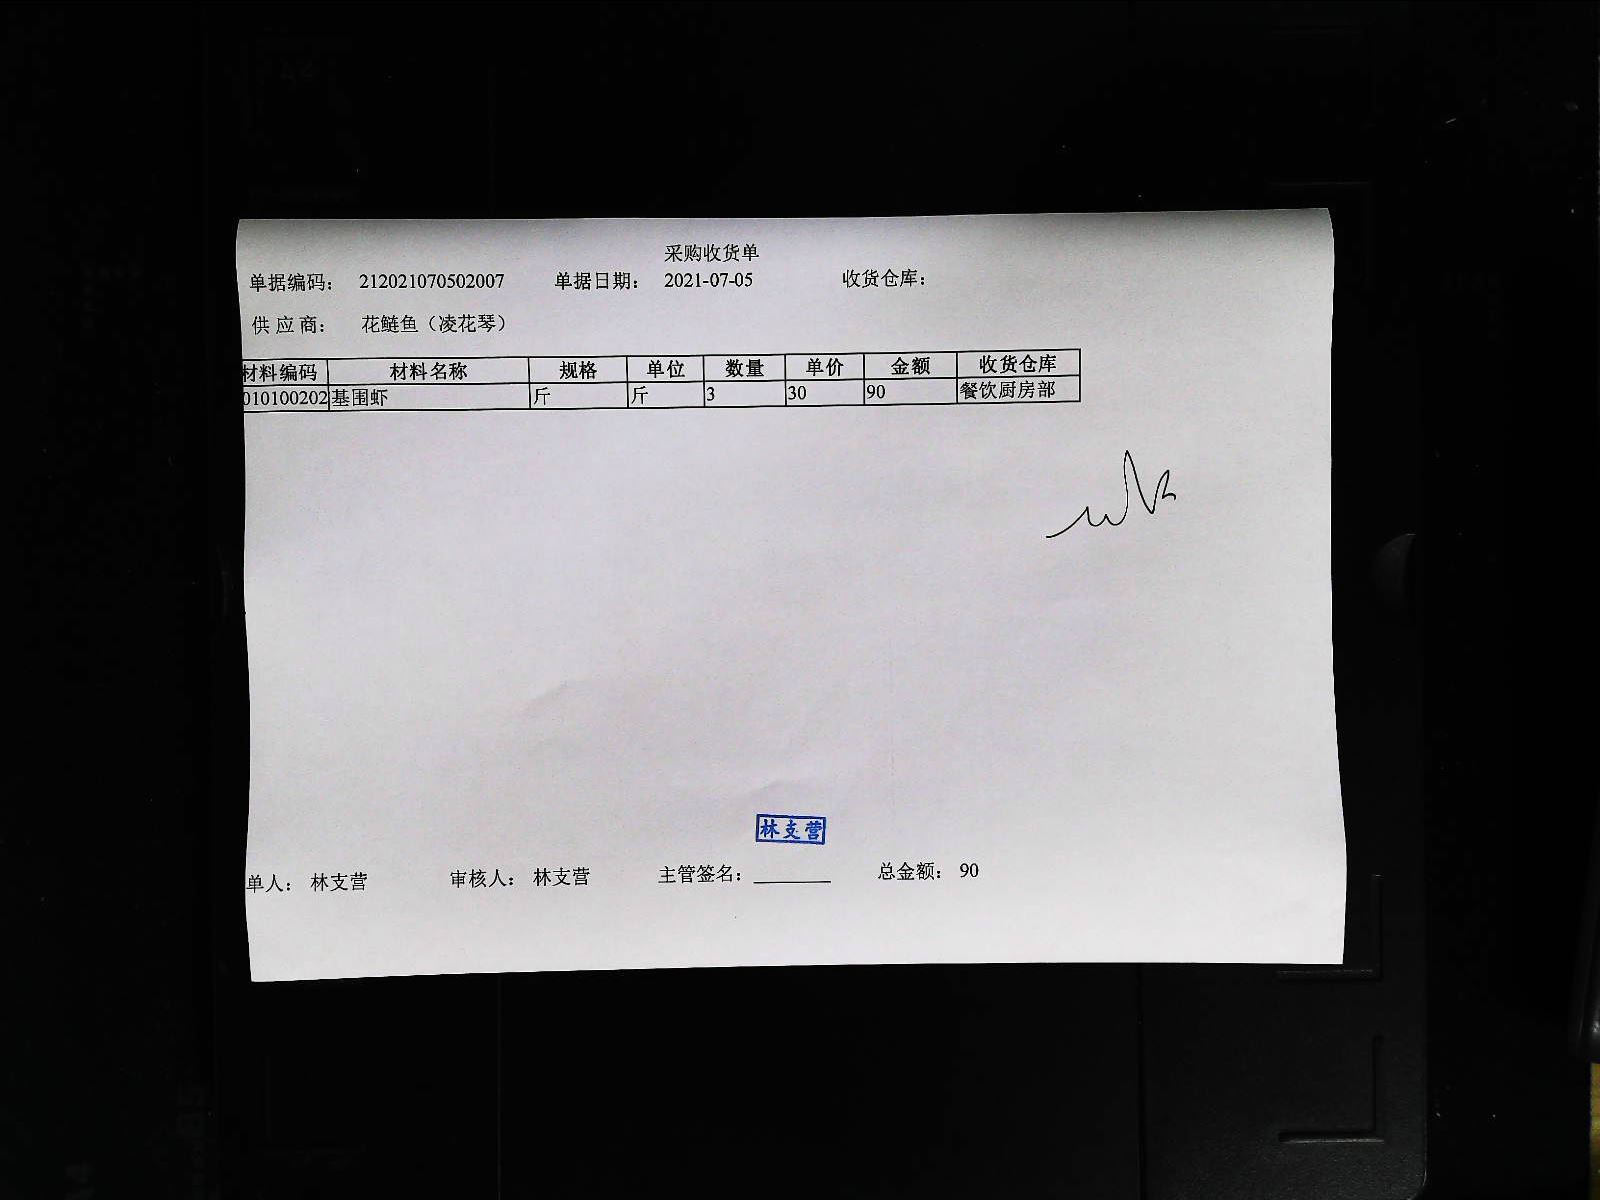 采购收货单
单据编码： 212021070502007 单据日期： 2021-07-05 收货仓库：
供应商： 花鲢鱼（凌花琴）
材料编码 材料名称 规格 单位 数量 单价 金额 收货仓库
010100202 基围虾 斤 斤 3 30 90 餐饮厨房部
林支营
单人： 林支营 审核人： 林支营 主管签名： 总金额： 90